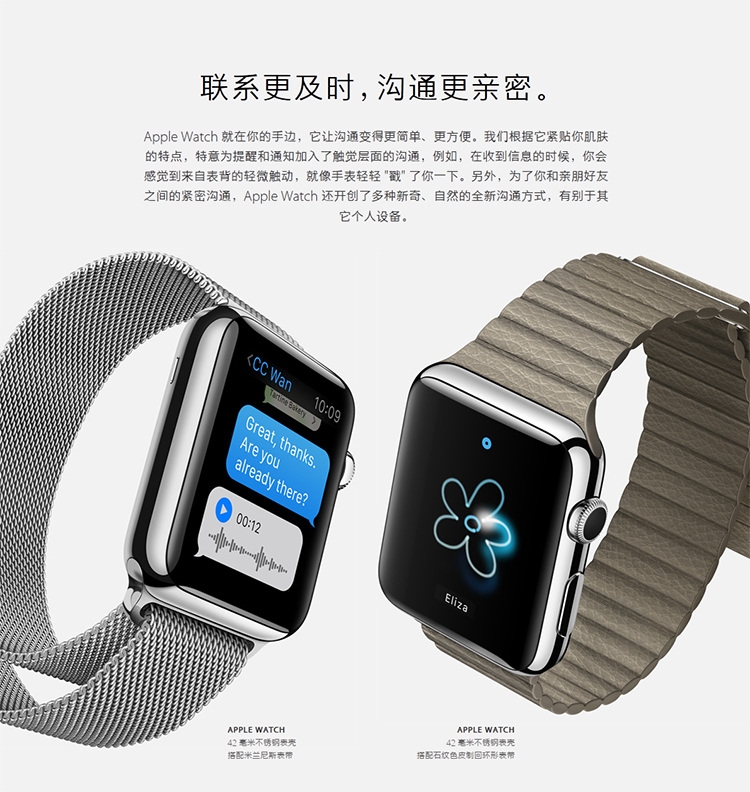 联系更及时，沟通更亲密。
Apple Watch 就在你的手边，它让沟通变得更简单、更方便。我们根据它紧贴你肌肤
的特点，特意为提醒和通知加入了触觉层面的沟通，例如，在收到信息的时候，你会
感觉到来自表背的轻微触动，就像手表轻轻 "戳" 了你一下。另外，为了你和亲朋好友
之间的紧密沟通，Apple Watch 还开创了多种新奇、自然的全新沟通方式，有别于其
它个人设备。
<CC Wan
10:09
Tartine Bakery >
Great, thanks.
Are you
already there?
00:12
Eliza
APPLE WATCH
42 毫米不锈钢表壳
搭配米兰尼斯表带
APPLE WATCH
42 毫米不锈钢表壳
搭配石纹色皮制回环形表带